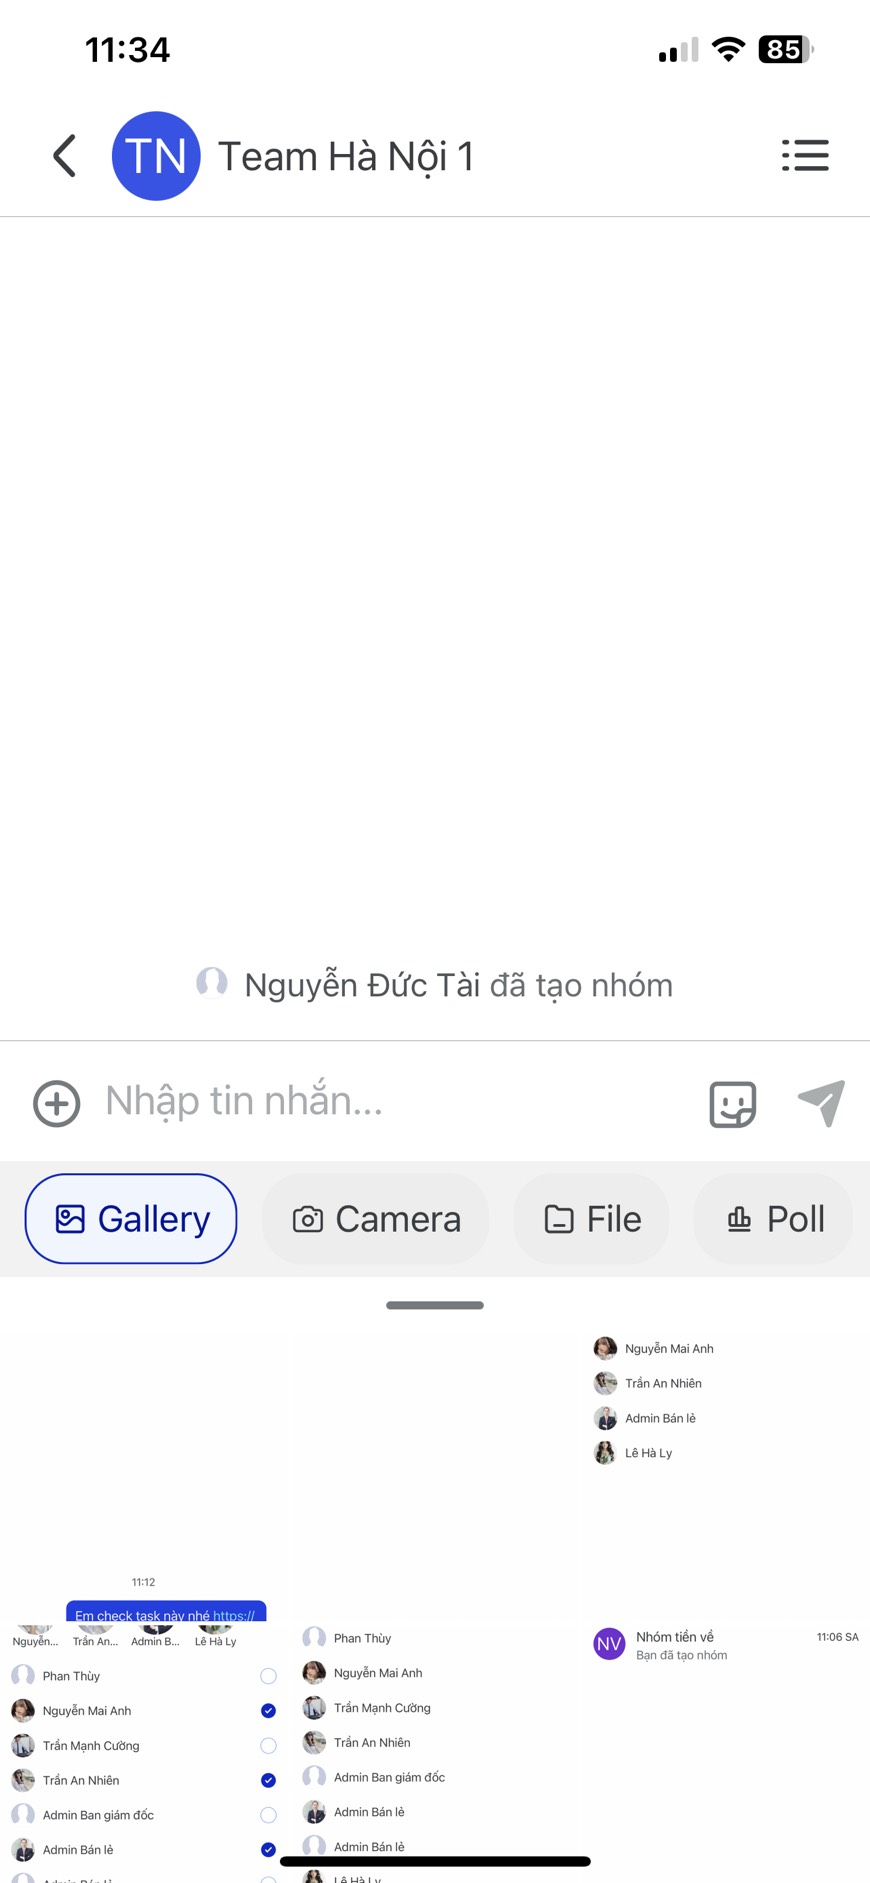 11:34
85
TN Team Hà Nội 1
Nguyễn Đức Tài đã tạo nhóm
Nhập tin nhắn...
Gallery
Camera
File
Poll
Nguyễn Mai Anh
Trần An Nhiên
Admin Bán lẻ
Lê Hà Ly
11:12
Em check task này nhé https://
Nguyễn... Trần An... Admin B... Lê Hà Ly
Phan Thùy
Nguyễn Mai Anh
Trần Mạnh Cường
Trần An Nhiên
Admin Ban giám đốc
Admin Bán lẻ
Phan Thùy
Nguyễn Mai Anh
Trần Mạnh Cường
Trần An Nhiên
Admin Ban giám đốc
Admin Bán lẻ
Admin Bán lẻ
Lê Hà Ly
NV Nhóm tiền về 11:06 SA
Bạn đã tạo nhóm